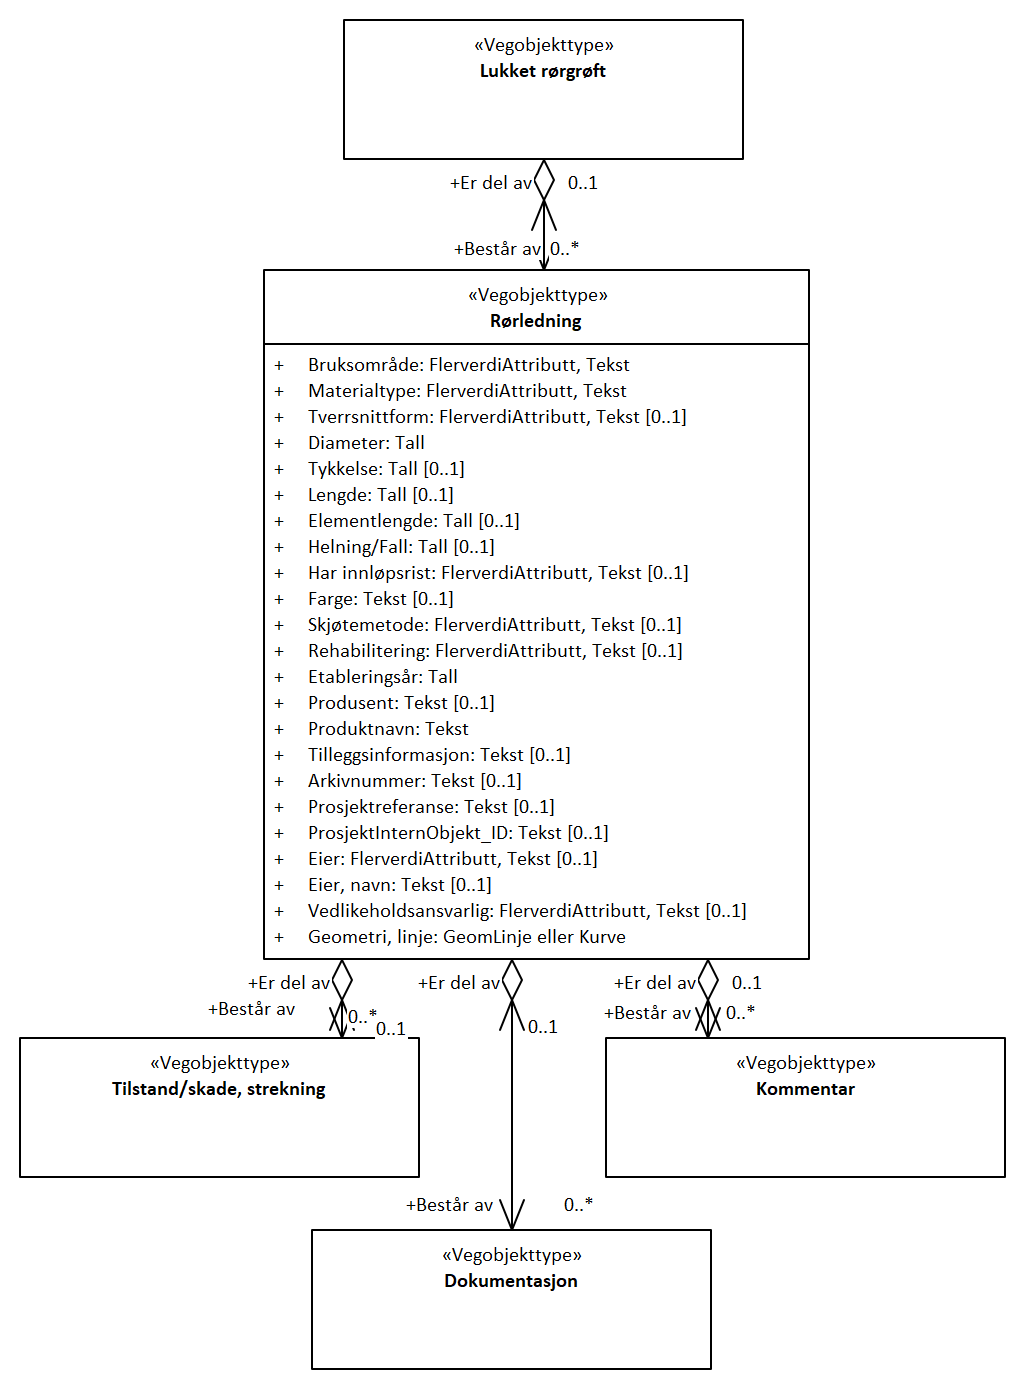 «Vegobjekttype»
Lukket rørgrøft
+Er del av 0..1
+Består av 0..*
«Vegobjekttype»
Rørledning
+ Bruksområde: FlerverdiAttributt, Tekst
+ Materialtype: FlerverdiAttributt, Tekst
+ Tverrsnittform: FlerverdiAttributt, Tekst [0..1]
+ Diameter: Tall
+ Tykkelse: Tall [0..1]
+ Lengde: Tall [0..1]
+ Elementlengde: Tall [0..1]
+ Helning/Fall: Tall [0..1]
+ Har innløpsrist: FlerverdiAttributt, Tekst [0..1]
+ Farge: Tekst [0..1]
+ Skjøtemetode: FlerverdiAttributt, Tekst [0..1]
+ Rehabilitering: FlerverdiAttributt, Tekst [0..1]
+ Etableringsår: Tall
+ Produsent: Tekst [0..1]
+ Produktnavn: Tekst
+ Tilleggsinformasjon: Tekst [0..1]
+ Arkivnummer: Tekst [0..1]
+ Prosjektreferanse: Tekst [0..1]
+ ProsjektInternObjekt_ID: Tekst [0..1]
+ Eier: FlerverdiAttributt, Tekst [0..1]
+ Eier, navn: Tekst [0..1]
+ Vedlikeholdsansvarlig: FlerverdiAttributt, Tekst [0..1]
+ Geometri, linje: GeomLinje eller Kurve
+Er del av
+Består av 0..*
0..1
«Vegobjekttype»
Tilstand/skade, strekning
+Er del av
0..1
+Består av 0..*
«Vegobjekttype»
Dokumentasjon
+Er del av 0..1
+Består av 0..*
«Vegobjekttype»
Kommentar